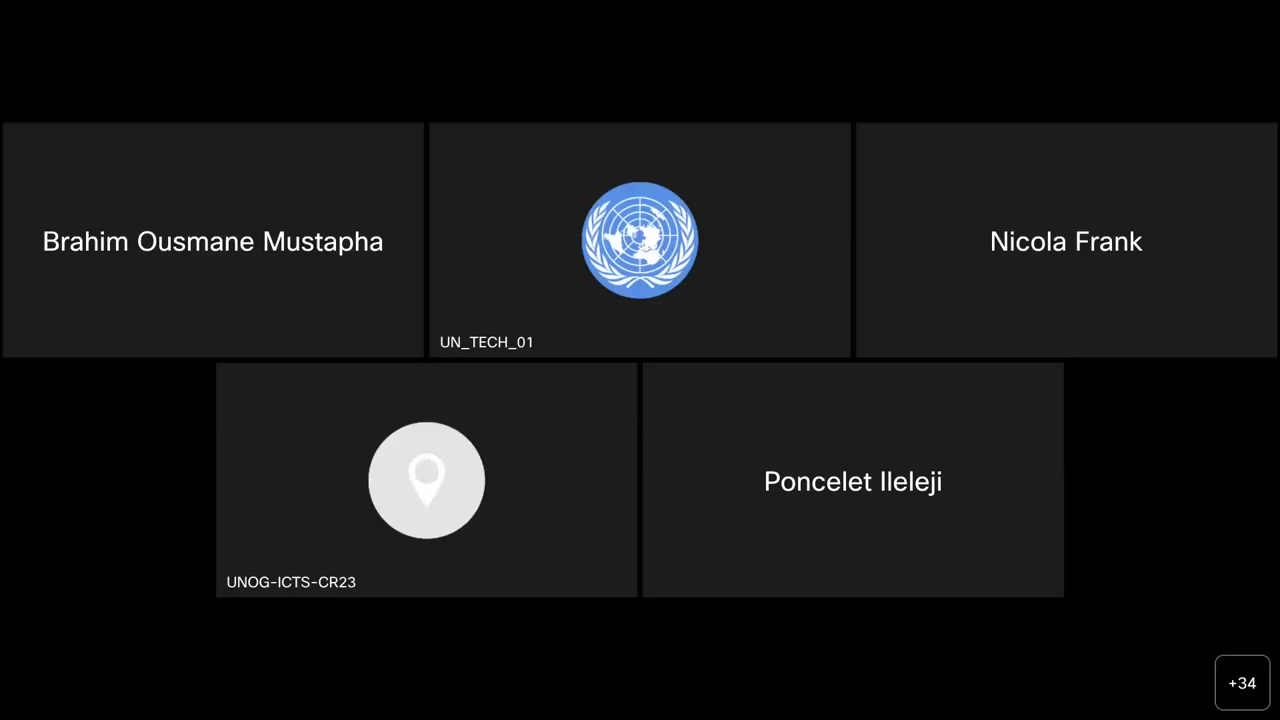 Brahim Ousmane Mustapha
Nicola Frank
UN_TECH_01
Poncelet Ileleji
UNOG-ICTS-CR23
+34